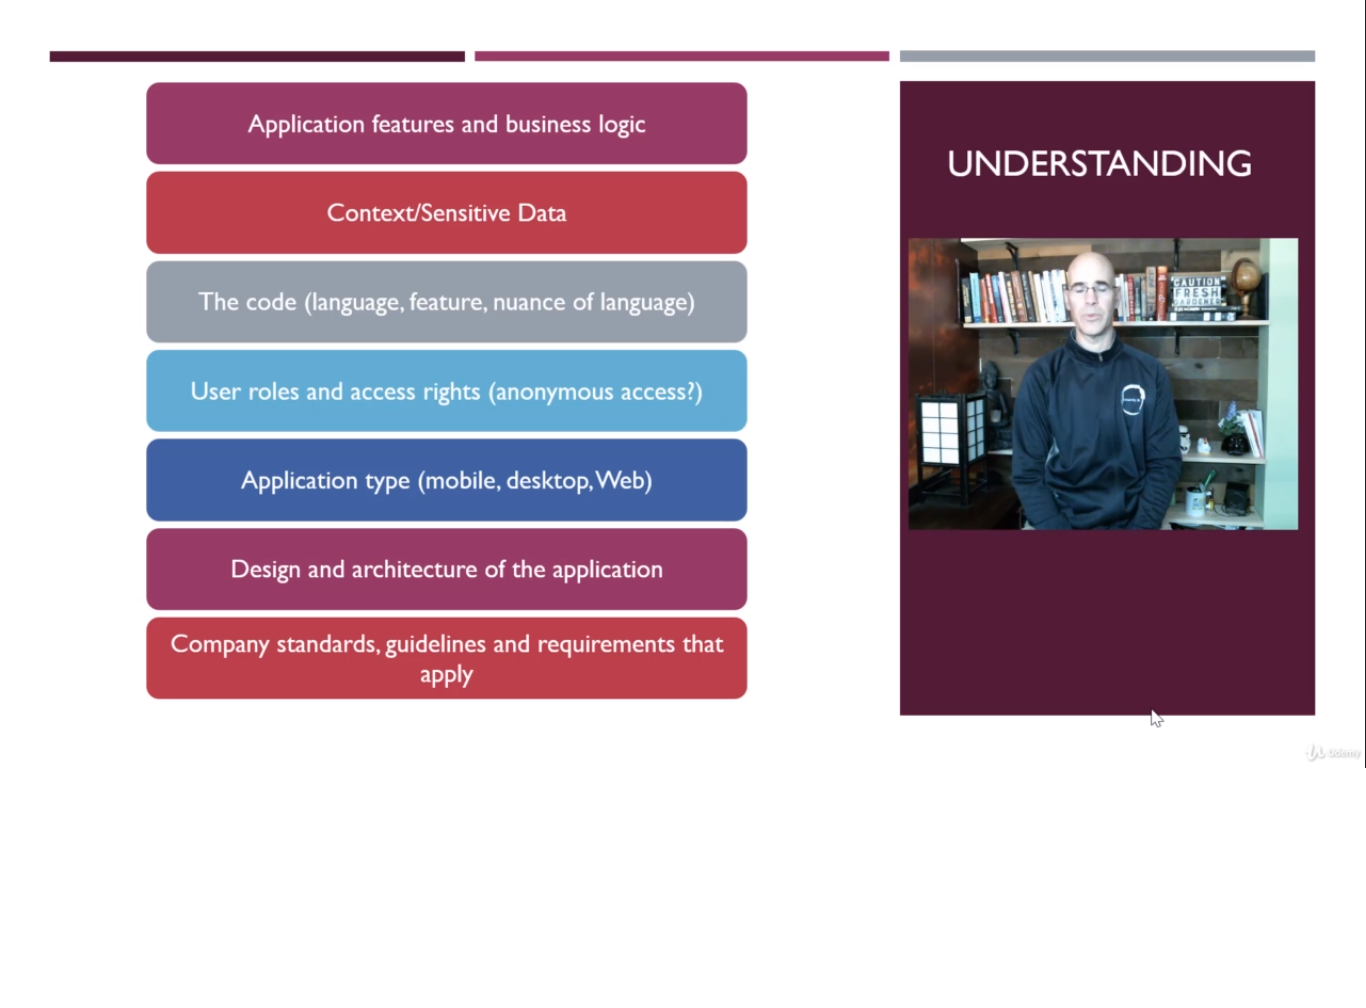 Application features and business logic
Context/Sensitive Data
The code (language, feature, nuance of language)
User roles and access rights (anonymous access?)
Application type (mobile, desktop, Web)
Design and architecture of the application
Company standards, guidelines and requirements that
apply
UNDERSTANDING
CAUTION
FRESH
GARDENER
Udemy